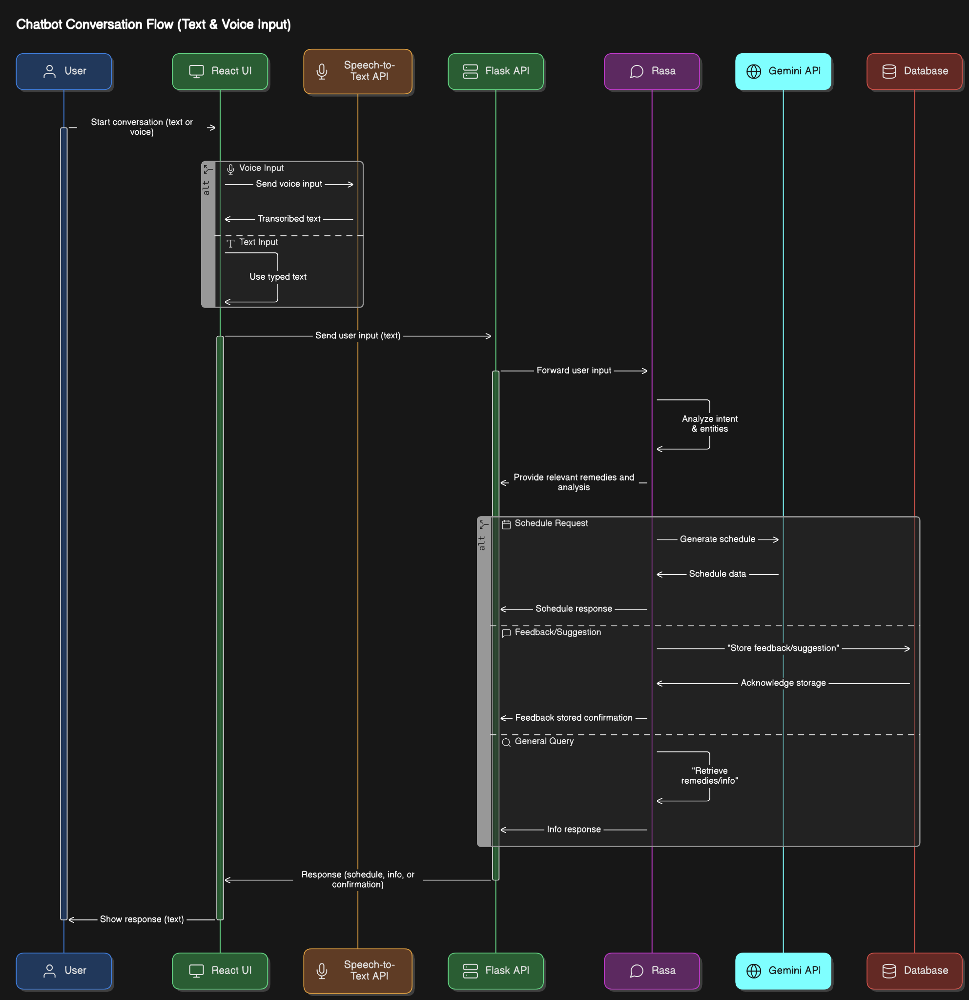 Chatbot Conversation Flow (Text & Voice Input)
User
React UI
Speech-to-
Text API
Flask API
Rasa
Gemini API
Database
Start conversation (text or
voice)
alt
Voice Input
Send voice input
Transcribed text
Text Input
Use typed text
Send user input (text)
Forward user input
Analyze intent
& entities
Provide relevant remedies and
analysis
alt
Schedule Request
Generate schedule
Schedule data
Schedule response
Feedback/Suggestion
"Store feedback/suggestion"
Acknowledge storage
Feedback stored confirmation
General Query
"Retrieve
remedies/info"
Info response
Response (schedule, info, or
confirmation)
Show response (text)
User
React UI
Speech-to-
Text API
Flask API
Rasa
Gemini API
Database